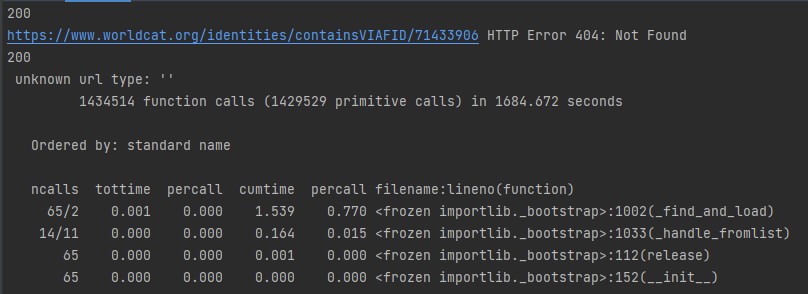 200
https://www.worldcat.org/identities/containsVIAFID/71433906 HTTP Error 404: Not Found
200
unknown url type: ''
1434514 function calls (1429529 primitive calls) in 1684.672 seconds
Ordered by: standard name
ncalls tottime percall cumtime percall filename:lineno(function)
65/2 0.001 0.000 1.539 0.770 <frozen importlib._bootstrap>:1002(_find_and_load)
14/11 0.000 0.000 0.164 0.015 <frozen importlib._bootstrap>:1033(_handle_fromlist)
65 0.000 0.000 0.001 0.000 <frozen importlib._bootstrap>:112(release)
65 0.000 0.000 0.000 0.000 <frozen importlib._bootstrap>:152(__init__)